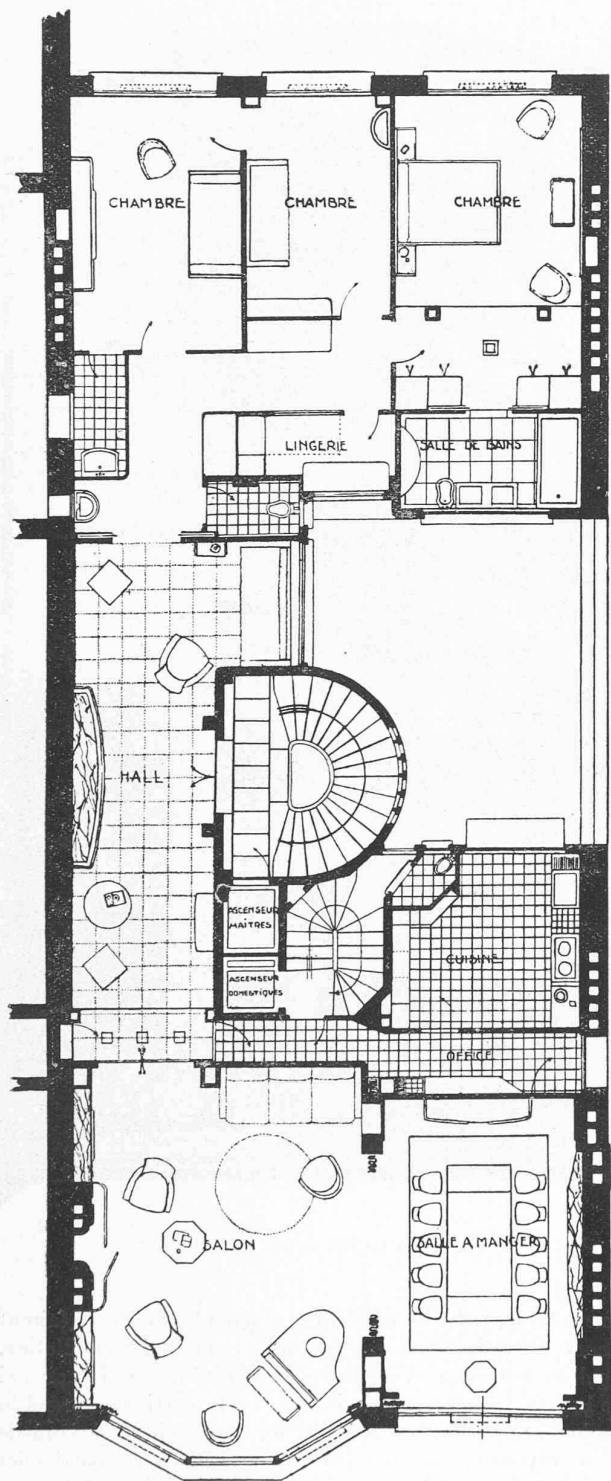 CHAMBRE
CHAMBRE
CHAMBRE
LINGERIE
SALLE DE BAINS
HALL
ASCENSEUR
MAITRES
ASCENSEUR
DOMESTIQUES
CUISINE
OFFICE
SALON
SALLE A MANGER